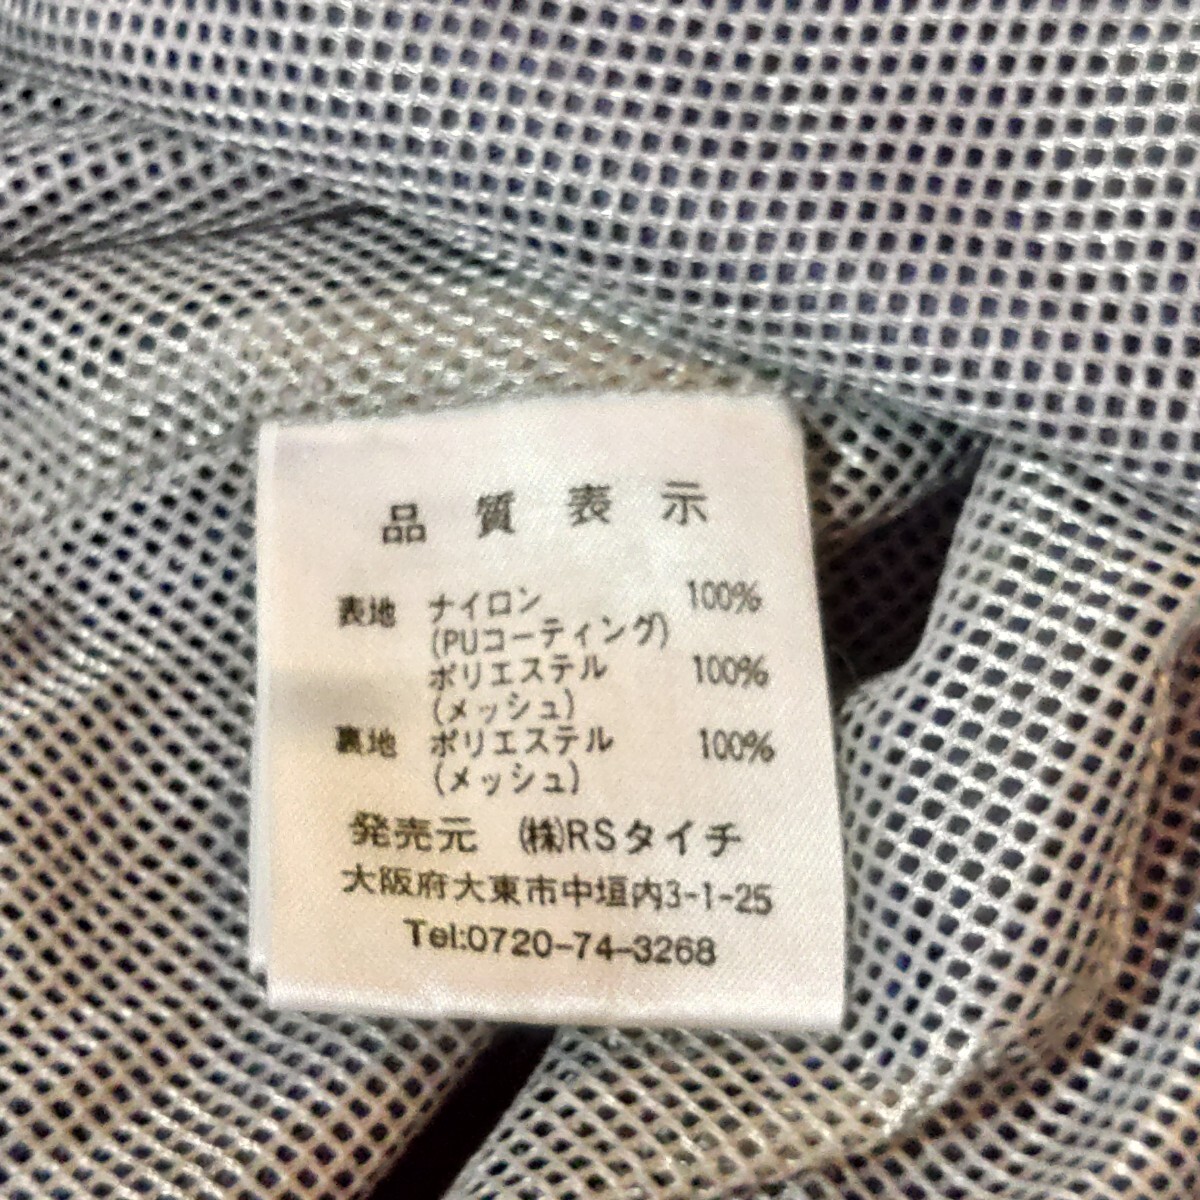 品質表示
表地 ナイロン 100%
(PUコーティング)
ポリエステル 100%
(メッシュ)
裏地 ポリエステル 100%
(メッシュ)
発売元 ㈱RSタイチ
大阪府大東市中垣内3-1-25
Tel:0720-74-3268